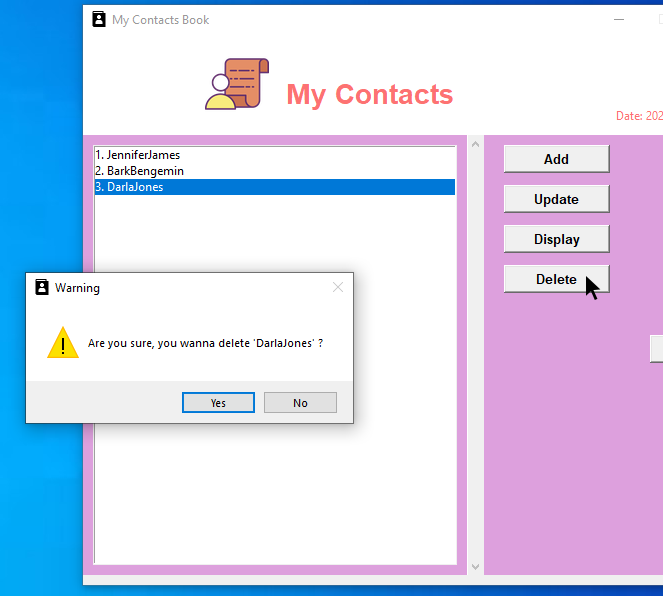 My Contacts Book
My Contacts
Date: 202
1. JenniferJames
2. BarkBengemin
3. DarlaJones
Add
Update
Display
Delete
Warning
Are you sure, you wanna delete 'DarlaJones' ?
Yes
No